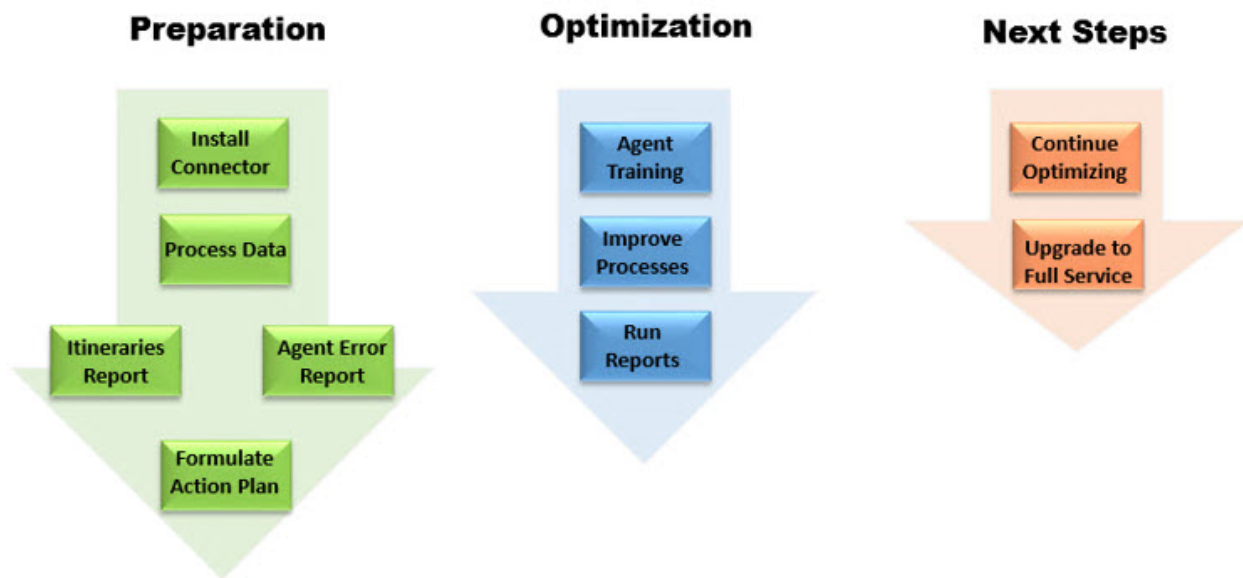 Preparation
Install
Connector
Process Data
Itineraries
Report
Agent Error
Report
Formulate
Action Plan
Optimization
Agent
Training
Improve
Processes
Run
Reports
Next Steps
Continue
Optimizing
Upgrade to
Full Service